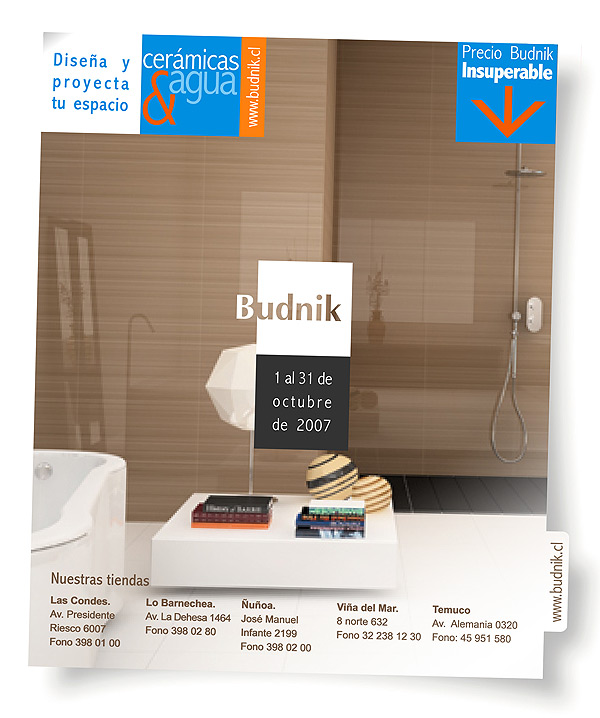 Diseña y
proyecta
tu espacio
cerámicas
&agua
www.budnik.cl
Precio Budnik
Insuperable
Budnik
1 al 31 de
octubre
de 2007
Nuestras tiendas
Las Condes.
Av. Presidente
Riesco 6007
Fono 398 01 00
Lo Barnechea.
Av. La Dehesa 1464
Fono 398 02 80
Ñuñoa.
José Manuel
Infante 2199
Fono 398 02 00
Viña del Mar.
8 norte 632
Fono 32 238 12 30
Temuco
Av. Alemania 0320
Fono: 45 951 580
www.budnik.cl